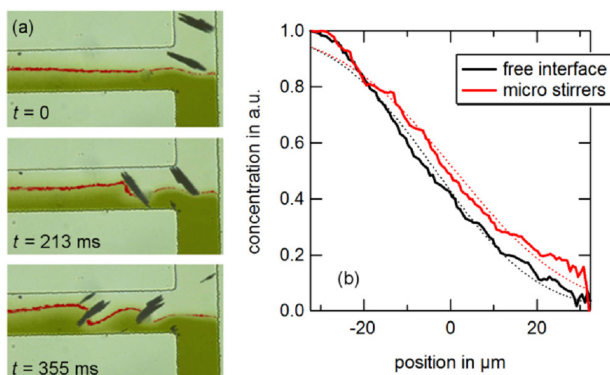 (a)
t = 0
t = 213 ms
t = 355 ms
concentration in a.u.
1.0
0.8
0.6
0.4
0.2
0.0
free interface
micro stirrers
(b)
-20
0
20
position in µm